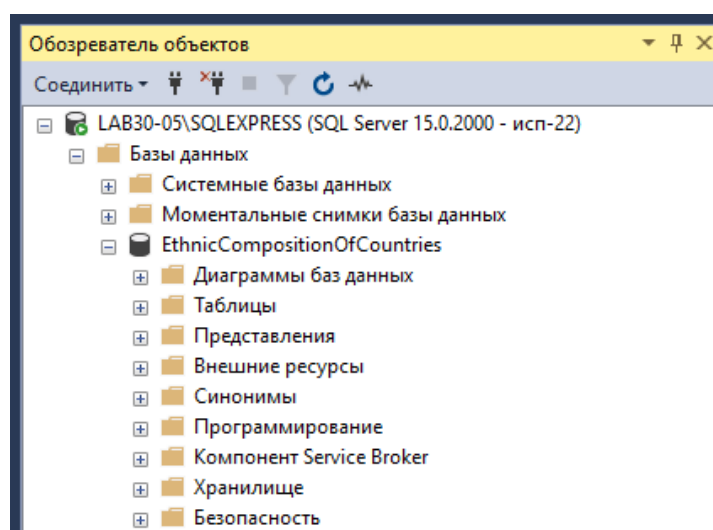 Обозреватель объектов
Соединить
LAB30-05\SQLEXPRESS (SQL Server 15.0.2000 - исп-22)
Базы данных
Системные базы данных
Моментальные снимки базы данных
EthnicCompositionOfCountries
Диаграммы баз данных
Таблицы
Представления
Внешние ресурсы
Синонимы
Программирование
Компонент Service Broker
Хранилище
Безопасность